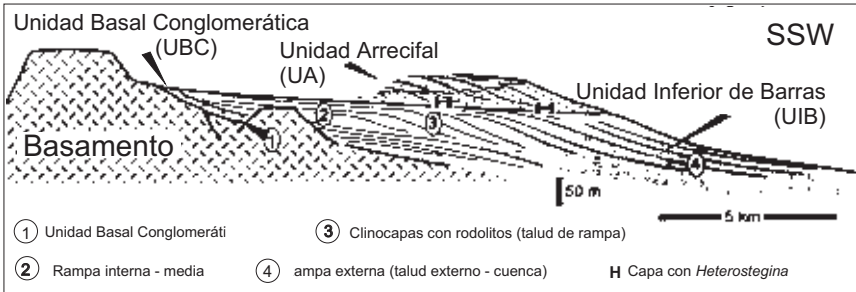 Unidad Basal Conglomerática
(UBC)
Unidad Arrecifal
(UA)
SSW
Unidad Inferior de Barras
(UIB)
H
H
2
3
1
4
Basamento
50 m
5 km
1 Unidad Basal Conglomeráti
3 Clinocapas con rodolitos (talud de rampa)
2 Rampa interna - media
4 ampa externa (talud externo - cuenca)
H Capa con Heterostegina